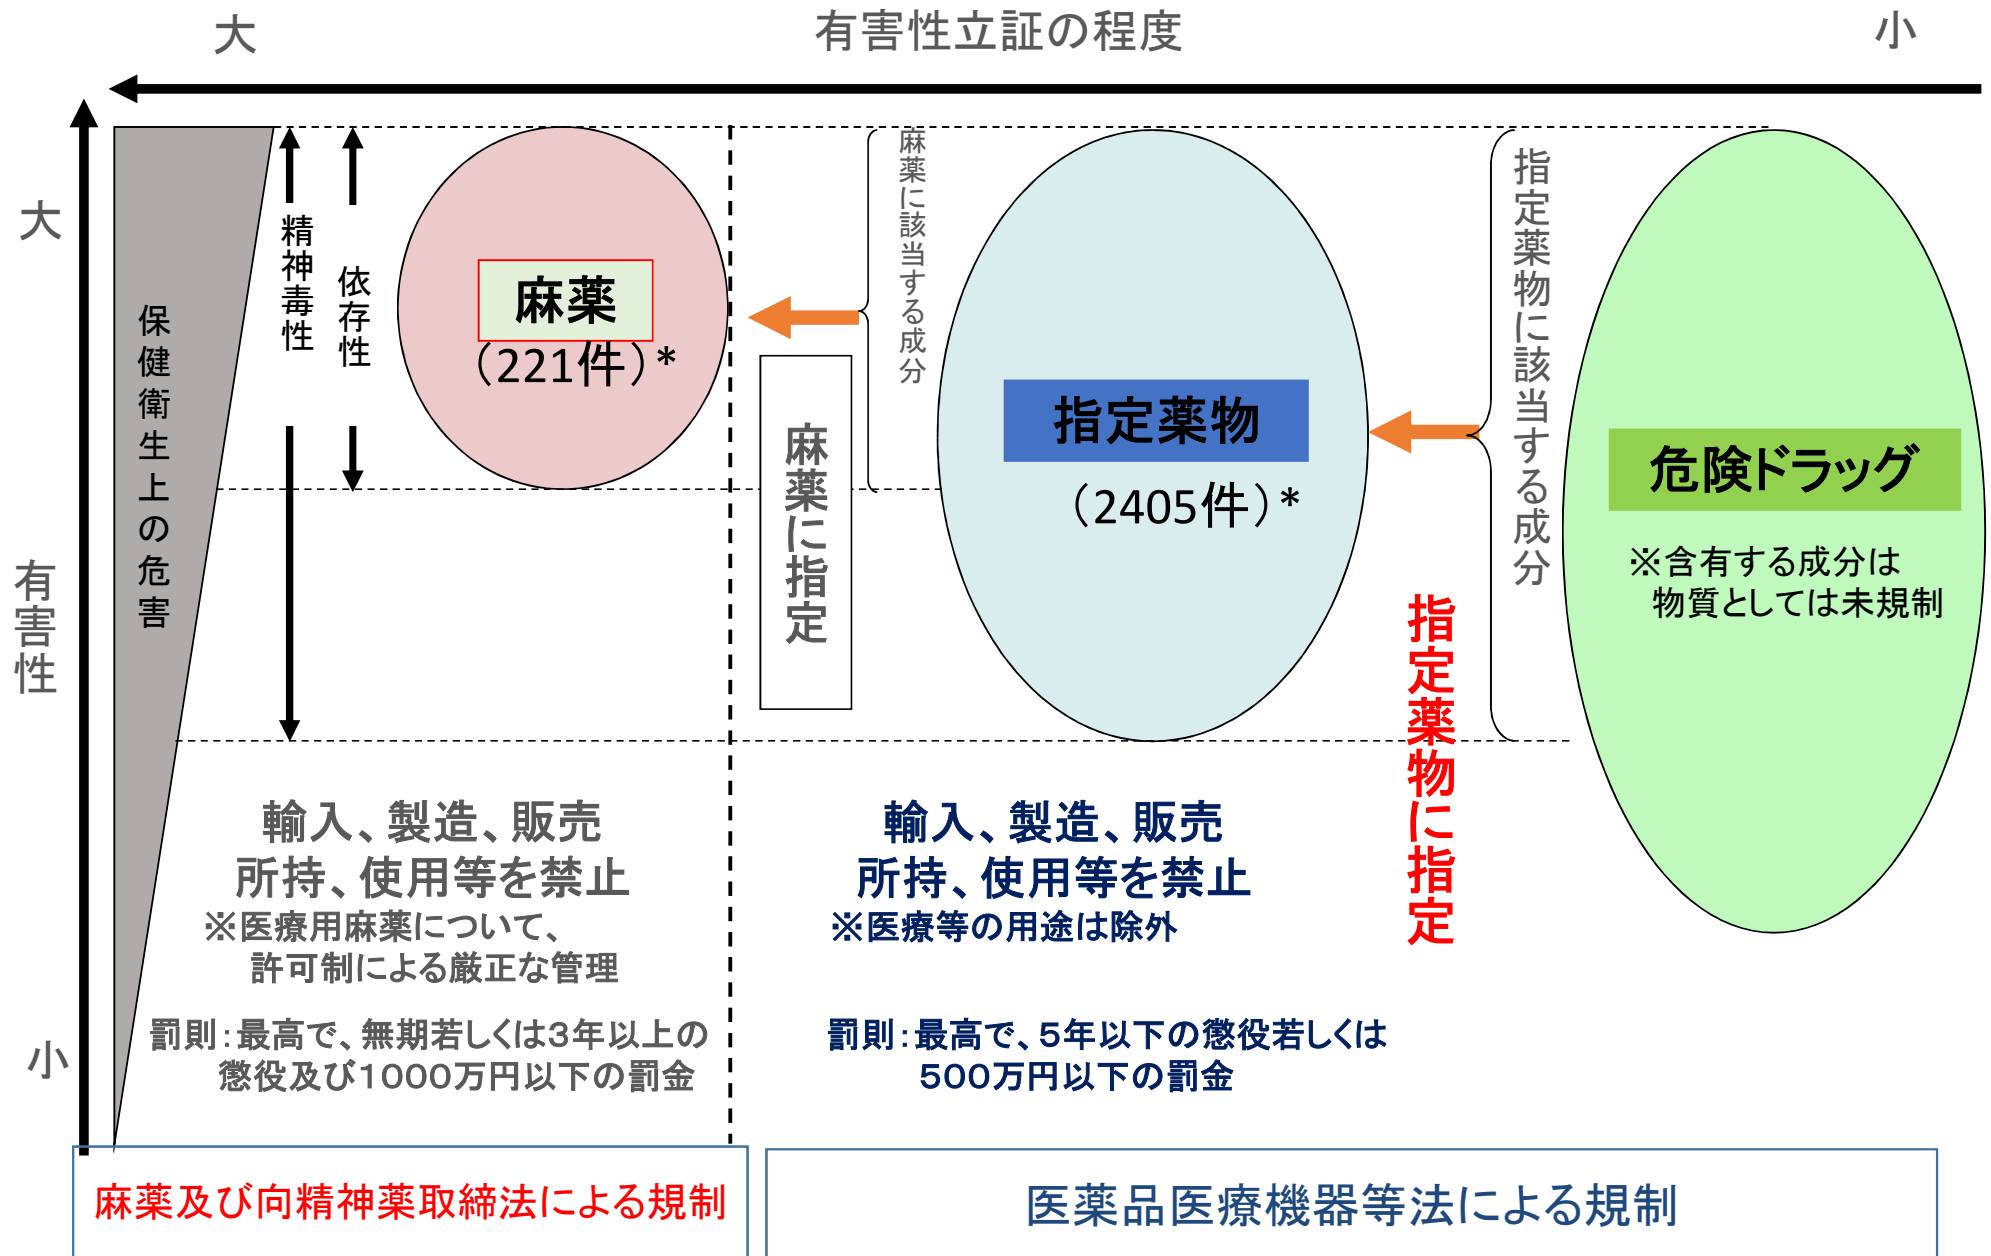 大
有害性立証の程度
小
大
有害性
小
保健衛生上の危害
精神毒性
依存性
麻薬
（221件）*
麻薬に該当する成分
麻薬に指定
指定薬物
（2405件）*
指定薬物に該当する成分
指定薬物に指定
危険ドラッグ
※含有する成分は
物質としては未規制
輸入、製造、販売
所持、使用等を禁止
※医療用麻薬について、
許可制による厳正な管理
罰則：最高で、無期若しくは3年以上の
懲役及び1000万円以下の罰金
輸入、製造、販売
所持、使用等を禁止
※医療等の用途は除外
罰則：最高で、5年以下の懲役若しくは
500万円以下の罰金
麻薬及び向精神薬取締法による規制
医薬品医療機器等法による規制